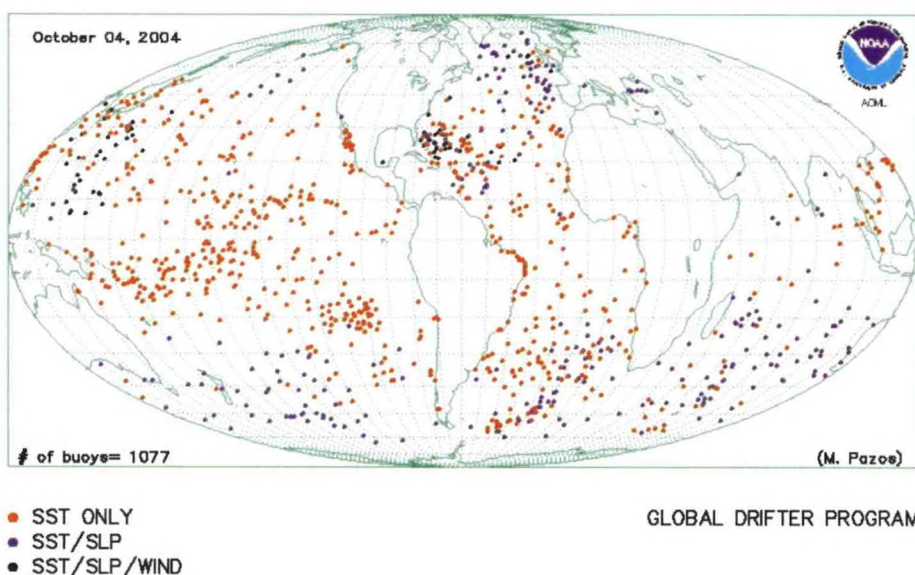 October 04, 2004
NOAA
AOML
# of buoys= 1077
(M. Pazos)
SST ONLY
GLOBAL DRIFTER PROGRAM
SST/SLP
SST/SLP/WIND